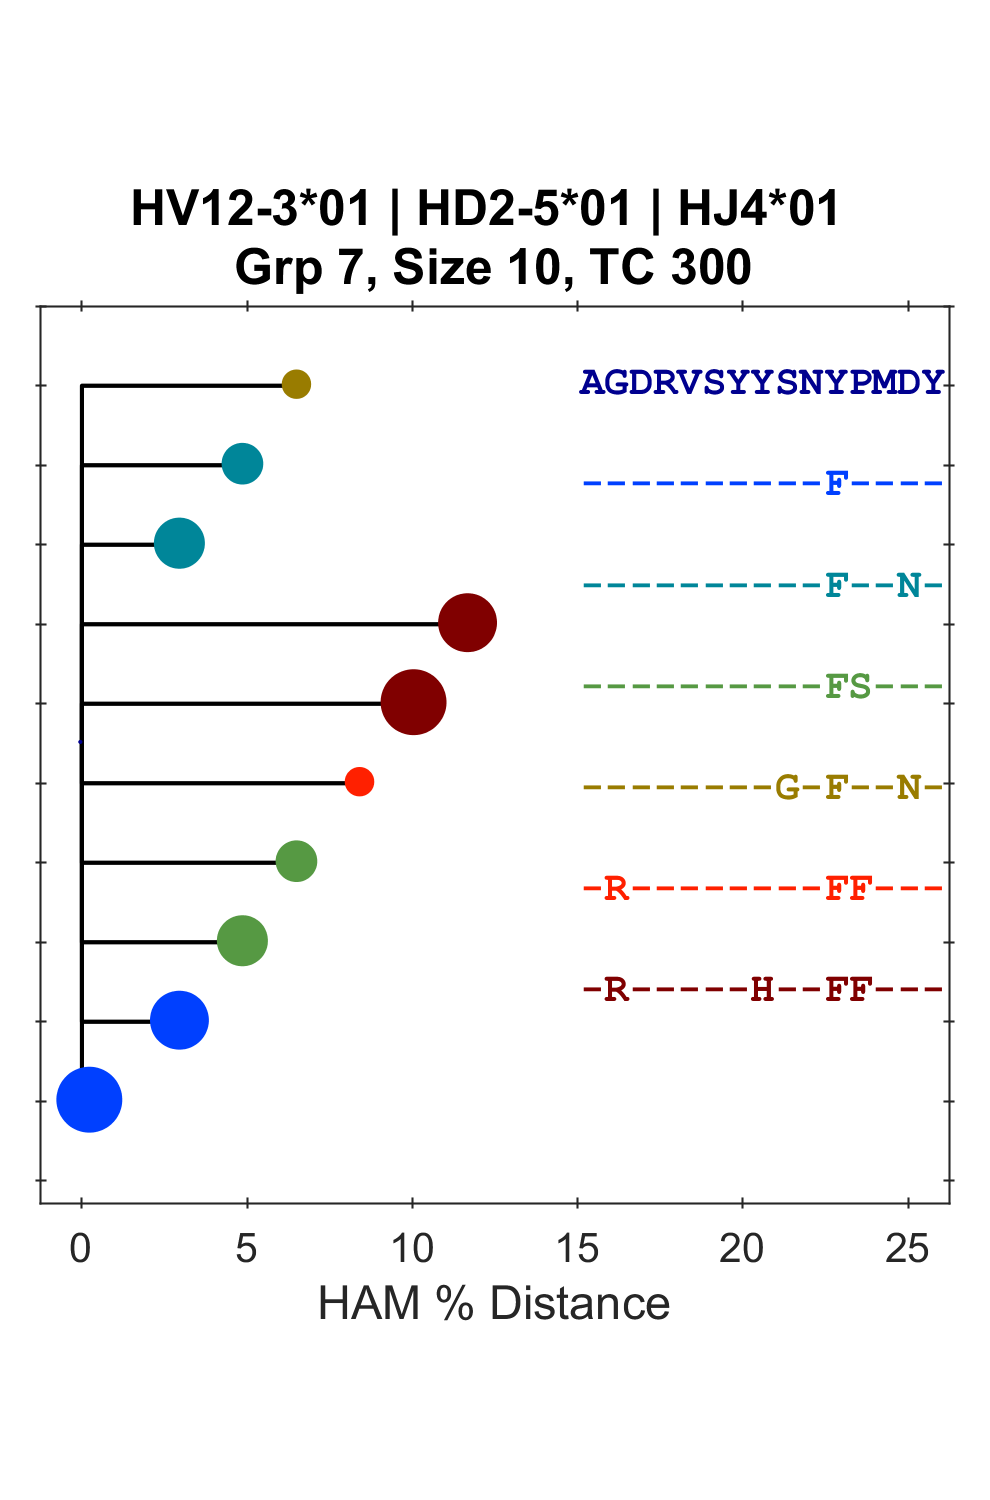 HV12-3*01 | HD2-5*01 | HJ4*01
Grp 7, Size 10, TC 300
AGDRVSYYSNYPMDY
----------F----
----------F--N-
----------FS---
--------G-F--N-
-R--------FF---
-R-----H--FF---
0 5 10 15 20 25
HAM % Distance